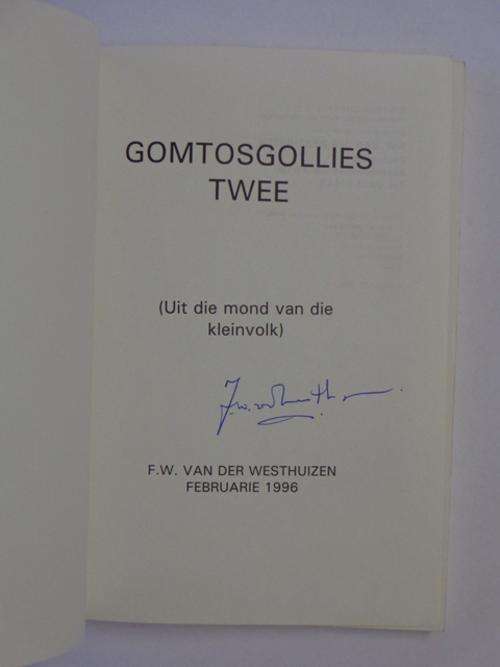 GOMTOSGOLLIES
TWEE
(Uit die mond van die
kleinvolk)
F.W. VAN DER WESTHUIZEN
FEBRUARIE 1996